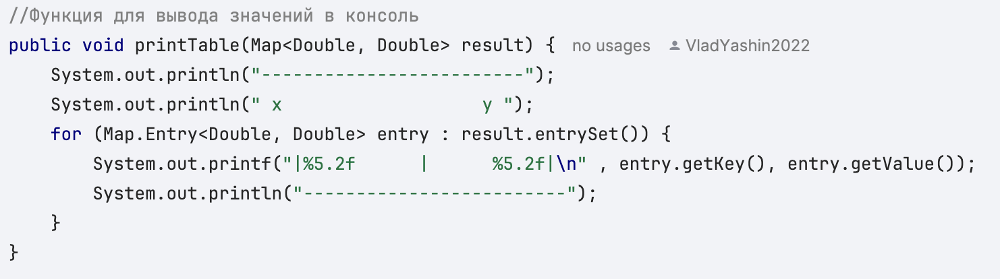 //Функция для вывода значений в консоль
public void printTable(Map<Double, Double> result) { no usages VladYashin2022
    System.out.println("-------------------------");
    System.out.println(" x                   y ");
    for (Map.Entry<Double, Double> entry : result.entrySet()) {
        System.out.printf("|%5.2f      |      %5.2f|\n" , entry.getKey(), entry.getValue());
        System.out.println("-------------------------");
    }
}